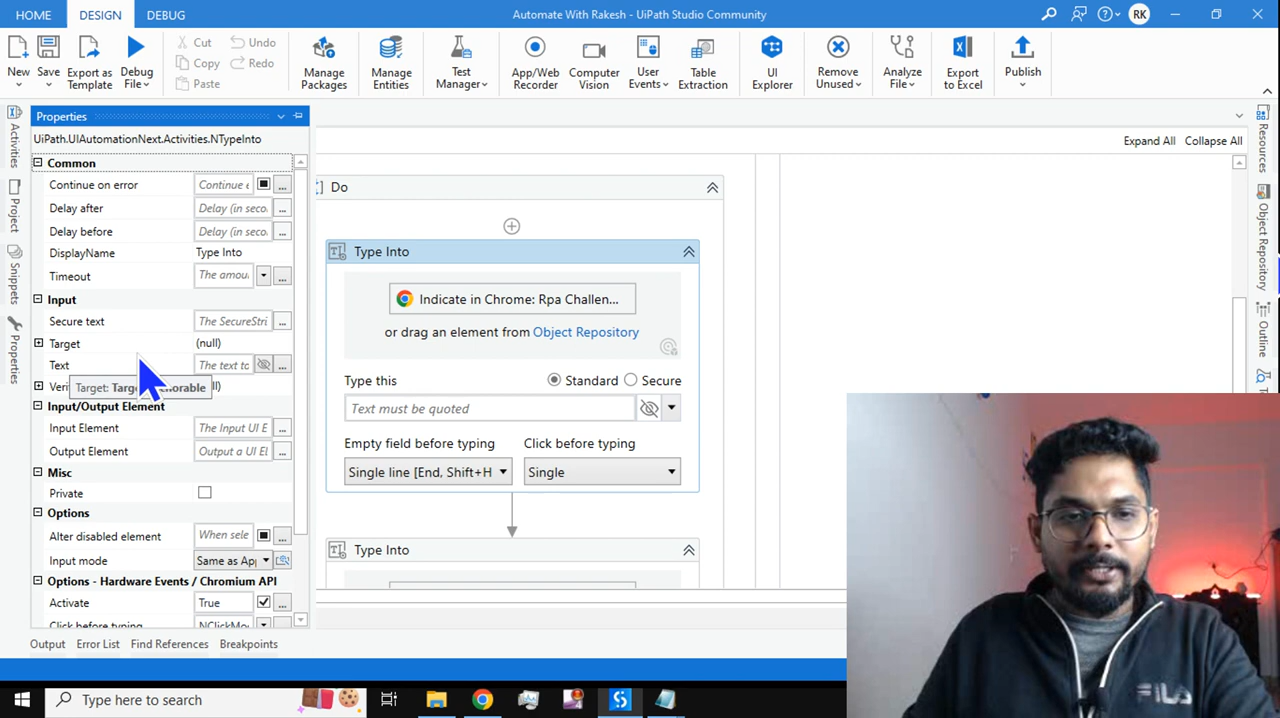 HOME
DESIGN
DEBUG
Automate With Rakesh - UiPath Studio Community
RK
New
Save
Export as Template
Debug File
Cut
Copy
Paste
Undo
Redo
Manage Packages
Manage Entities
Test Manager
App/Web Recorder
Computer Vision
User Events
Table Extraction
UI Explorer
Remove Unused
Analyze File
Export to Excel
Publish
Activities
Project
Snippets
Properties
Properties
UiPath.UIAutomationNext.Activities.NTypeInto
Common
Continue on error Continue e
Delay after Delay (in seco
Delay before Delay (in seco
DisplayName Type Into
Timeout The amou
Input
Secure text The SecureStri
Target (null)
Text The text to
Target:
Input/Output Element
Input Element The Input UI E
Output Element Output a UI El
Misc
Private
Options
Alter disabled element When sele
Input mode Same as Ap
Options - Hardware Events / Chromium API
Activate True
Click before typing
Output
Error List
Find References
Breakpoints
Expand All
Collapse All
Do
Type Into
Indicate in Chrome: Rpa Challen...
or drag an element from Object Repository
Type this
Standard
Secure
Text must be quoted
Empty field before typing
Click before typing
Single line [End, Shift+H
Single
Type Into
Resources
Object Repository
Outline
Type here to search
FILA